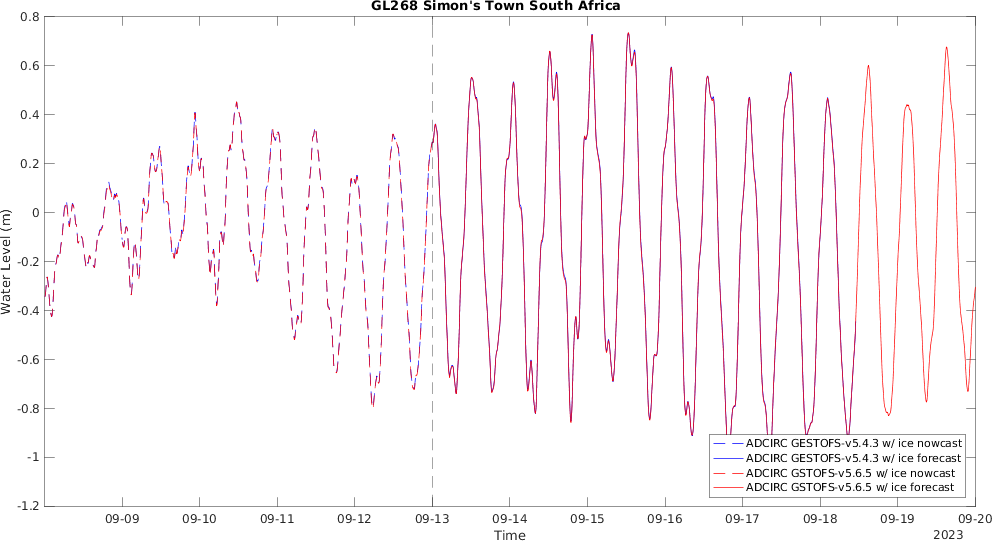 GL268 Simon's Town South Africa
0.8
0.6
0.4
0.2
0
-0.2
-0.4
-0.6
-0.8
-1
-1.2
Water Level (m)
ADCIRC GESTOFS-v5.4.3 w/ ice nowcast
ADCIRC GESTOFS-v5.4.3 w/ ice forecast
ADCIRC GSTOFS-v5.6.5 w/ ice nowcast
ADCIRC GSTOFS-v5.6.5 w/ ice forecast
09-09 09-10 09-11 09-12 09-13 09-14 09-15 09-16 09-17 09-18 09-19 09-20
Time
2023